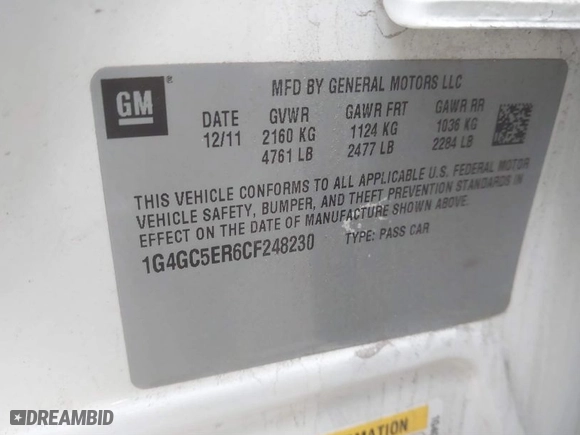 GM
®
MFD BY GENERAL MOTORS LLC
DATE GVWR GAWR FRT GAWR RR
12/11 2160 KG 1124 KG 1036 KG
4761 LB 2477 LB 2284 LB
THIS VEHICLE CONFORMS TO ALL APPLICABLE U.S. FEDERAL MOTOR
VEHICLE SAFETY, BUMPER, AND THEFT PREVENTION STANDARDS IN
EFFECT ON THE DATE OF MANUFACTURE SHOWN ABOVE.
1G4GC5ER6CF248230 TYPE: PASS CAR
DREAMBID